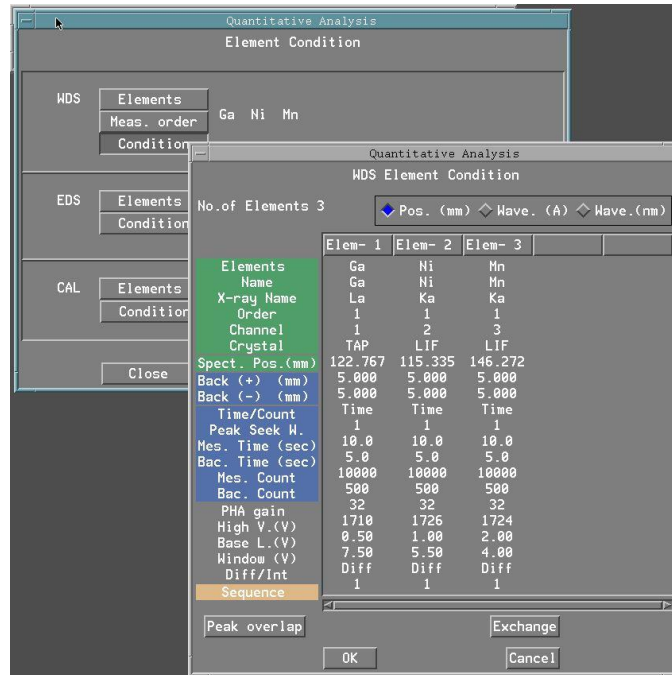 Quantitative Analysis
Element Condition
WDS Elements
Meas. order Ga Ni Mn
Condition
EDS Elements
Condition
CAL Elements
Condition
Close
Quantitative Analysis
WDS Element Condition
No.of Elements 3 Pos. (mm) Wave. (A) Wave.(nm)
Elem- 1 Elem- 2 Elem- 3
Elements Ga Ni Mn
Name Ga Ni Mn
X-ray Name La Ka Ka
Order 1 1 1
Channel 1 2 3
Crystal TAP LIF LIF
Spect. Pos.(mm) 122.767 115.335 146.272
Back (+) (mm) 5.000 5.000 5.000
Back (-) (mm) 5.000 5.000 5.000
Time/Count Time Time Time
Peak Seek W. 1 1 1
Mes. Time (sec) 10.0 10.0 10.0
Bac. Time (sec) 5.0 5.0 5.0
Mes. Count 10000 10000 10000
Bac. Count 500 500 500
PHA gain 32 32 32
High V.(V) 1710 1726 1724
Base L.(V) 0.50 1.00 2.00
Window (V) 7.50 5.50 4.00
Diff/Int Diff Diff Diff
Sequence 1 1 1
Peak overlap Exchange
OK Cancel